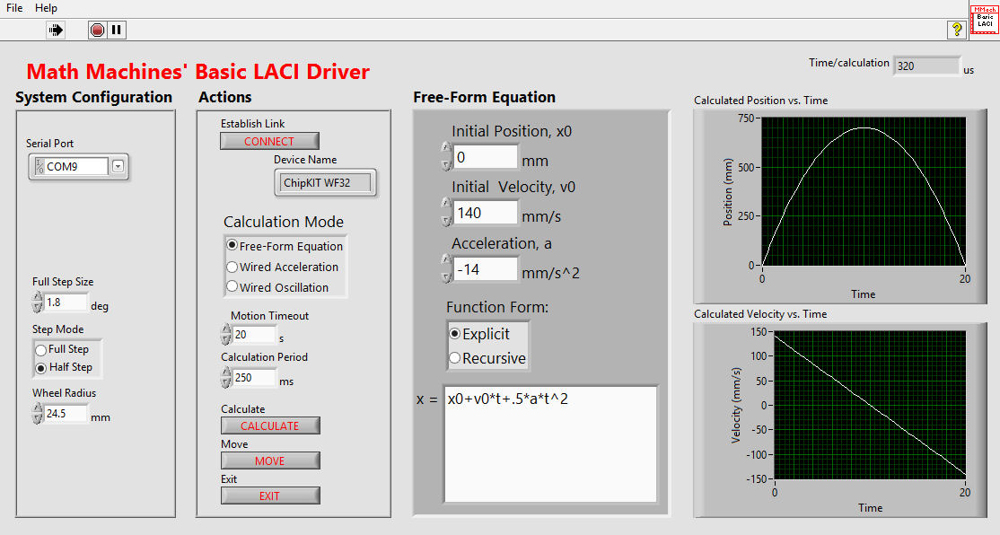 File Help
MMach
Basic
LACI
Math Machines' Basic LACI Driver
Time/calculation 320 us
System Configuration
Serial Port
I/O COM9
Full Step Size
1.8 deg
Step Mode
Full Step
Half Step
Wheel Radius
24.5 mm
Actions
Establish Link
CONNECT
Device Name
ChipKIT WF32
Calculation Mode
Free-Form Equation
Wired Acceleration
Wired Oscillation
Motion Timeout
20 s
Calculation Period
250 ms
Calculate
CALCULATE
Move
MOVE
Exit
EXIT
Free-Form Equation
Initial Position, x0
0 mm
Initial Velocity, v0
140 mm/s
Acceleration, a
-14 mm/s^2
Function Form:
Explicit
Recursive
x = x0+v0*t+.5*a*t^2
Calculated Position vs. Time
Position (mm)
750
500
250
0
0 20
Time
Calculated Velocity vs. Time
Velocity (mm/s)
150
100
50
0
-50
-100
-150
0 20
Time